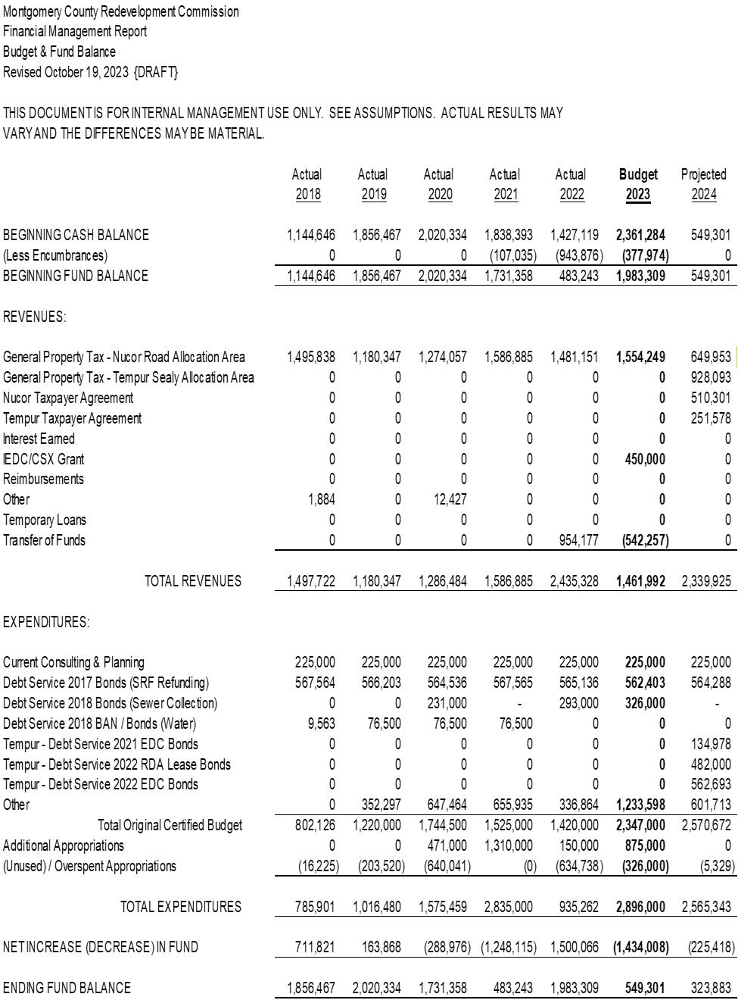 Montgomery County Redevelopment Commission
Financial Management Report
Budget & Fund Balance
Revised October 19, 2023 {DRAFT}
THIS DOCUMENT IS FOR INTERNAL MANAGEMENT USE ONLY. SEE ASSUMPTIONS. ACTUAL RESULTS MAY
VARY AND THE DIFFERENCES MAY BE MATERIAL.
Actual Actual Actual Actual Actual Budget Projected
2018 2019 2020 2021 2022 2023 2024
BEGINNING CASH BALANCE 1,144,646 1,856,467 2,020,334 1,838,393 1,427,119 2,361,284 549,301
(Less Encumbrances) 0 0 0 (107,035) (943,876) (377,974) 0
BEGINNING FUND BALANCE 1,144,646 1,856,467 2,020,334 1,731,358 483,243 1,983,309 549,301
REVENUES:
General Property Tax - Nucor Road Allocation Area 1,495,838 1,180,347 1,274,057 1,586,885 1,481,151 1,554,249 649,953
General Property Tax - Tempur Sealy Allocation Area 0 0 0 0 0 0 928,093
Nucor Taxpayer Agreement 0 0 0 0 0 0 510,301
Tempur Taxpayer Agreement 0 0 0 0 0 0 251,578
Interest Earned 0 0 0 0 0 0 0
IEDC/CSX Grant 0 0 0 0 0 450,000 0
Reimbursements 0 0 0 0 0 0 0
Other 1,884 0 12,427 0 0 0 0
Temporary Loans 0 0 0 0 0 0 0
Transfer of Funds 0 0 0 0 954,177 (542,257) 0
TOTAL REVENUES 1,497,722 1,180,347 1,286,484 1,586,885 2,435,328 1,461,992 2,339,925
EXPENDITURES:
Current Consulting & Planning 225,000 225,000 225,000 225,000 225,000 225,000 225,000
Debt Service 2017 Bonds (SRF Refunding) 567,564 566,203 564,536 567,565 565,136 562,403 564,288
Debt Service 2018 Bonds (Sewer Collection) 0 0 231,000 - 293,000 326,000 -
Debt Service 2018 BAN / Bonds (Water) 9,563 76,500 76,500 76,500 0 0 0
Tempur - Debt Service 2021 EDC Bonds 0 0 0 0 0 0 134,978
Tempur - Debt Service 2022 RDA Lease Bonds 0 0 0 0 0 0 482,000
Tempur - Debt Service 2022 EDC Bonds 0 0 0 0 0 0 562,693
Other 0 352,297 647,464 655,935 336,864 1,233,598 601,713
Total Original Certified Budget 802,126 1,220,000 1,744,500 1,525,000 1,420,000 2,347,000 2,570,672
Additional Appropriations 0 0 471,000 1,310,000 150,000 875,000 0
(Unused) / Overspent Appropriations (16,225) (203,520) (640,041) (0) (634,738) (326,000) (5,329)
TOTAL EXPENDITURES 785,901 1,016,480 1,575,459 2,835,000 935,262 2,896,000 2,565,343
NET INCREASE (DECREASE) IN FUND 711,821 163,868 (288,976) (1,248,115) 1,500,066 (1,434,008) (225,418)
ENDING FUND BALANCE 1,856,467 2,020,334 1,731,358 483,243 1,983,309 549,301 323,883